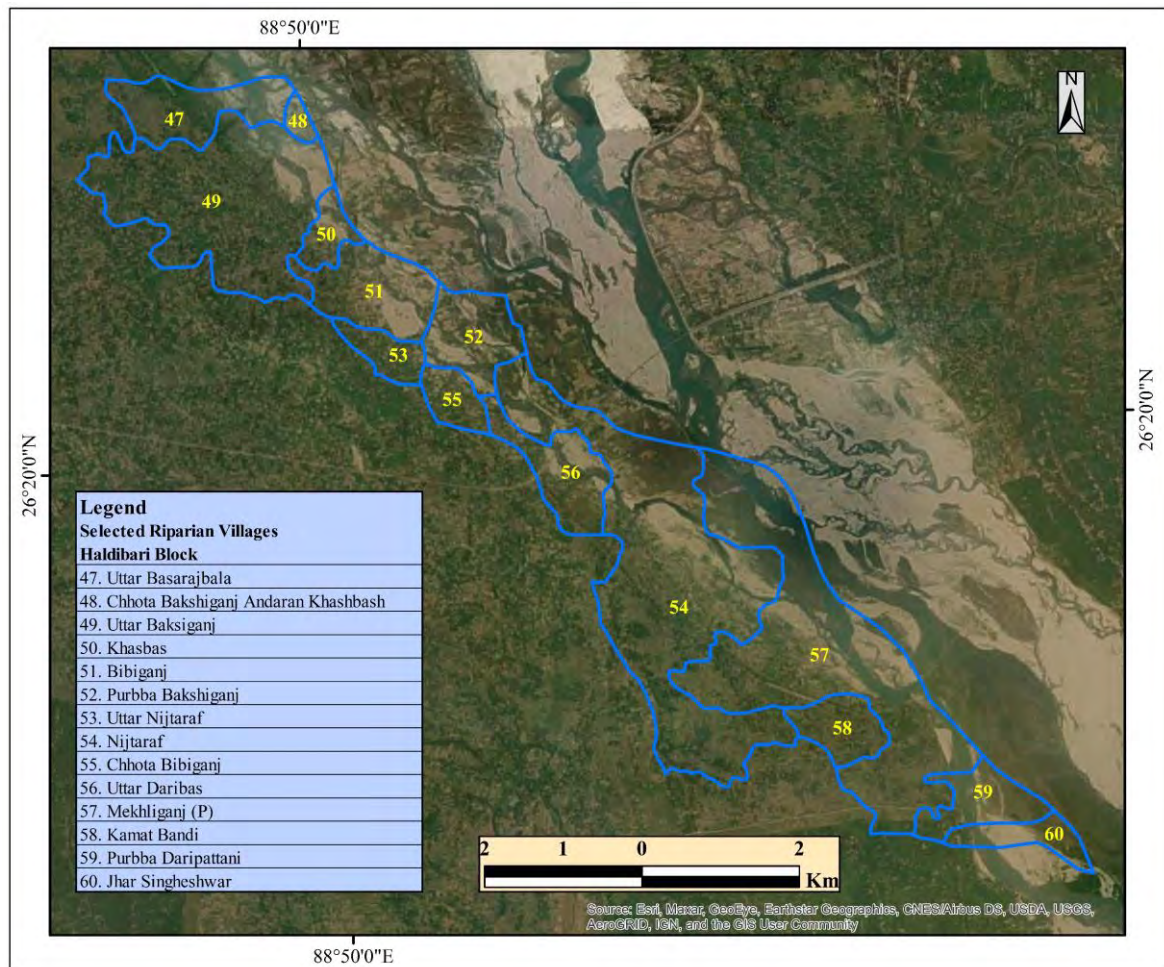 88°50'0"E
N
47
48
49
50
51
52
53
55
26°20'0"N
56
26°20'0"N
Legend
Selected Riparian Villages
Haldibari Block
47. Uttar Basarajbala
48. Chhota Bakshiganj Andaran Khashbash
49. Uttar Baksiganj
50. Khasbas
51. Bibiganj
52. Purbba Bakshiganj
53. Uttar Nijtaraf
54. Nijtaraf
55. Chhota Bibiganj
56. Uttar Daribas
57. Mekhliganj (P)
58. Kamat Bandi
59. Purbba Daripattani
60. Jhar Singheshwar
54
57
58
59
60
2 1 0 2
Km
Source: Esri, Maxar, GeoEye, Earthstar Geographics, CNES/Airbus DS, USDA, USGS,
AeroGRID, IGN, and the GIS User Community
88°50'0"E